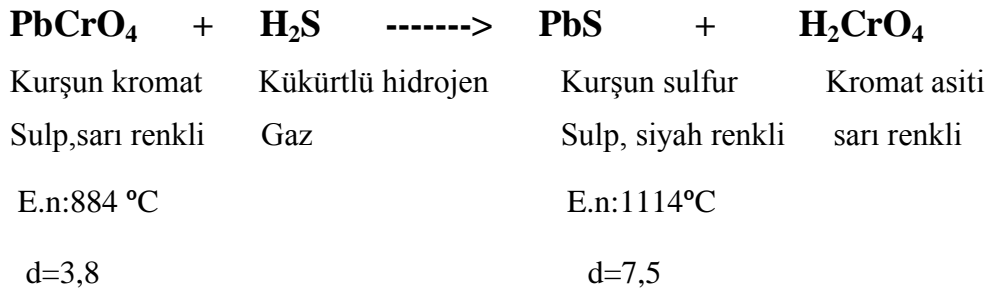 PbCrO₄ + H₂S -------> PbS + H₂CrO₄
Kurşun kromat Kükürtlü hidrojen Kurşun sulfur Kromat asiti
Sulp,sarı renkli Gaz Sulp, siyah renkli sarı renkli
E.n:884 ºC E.n:1114ºC
d=3,8 d=7,5